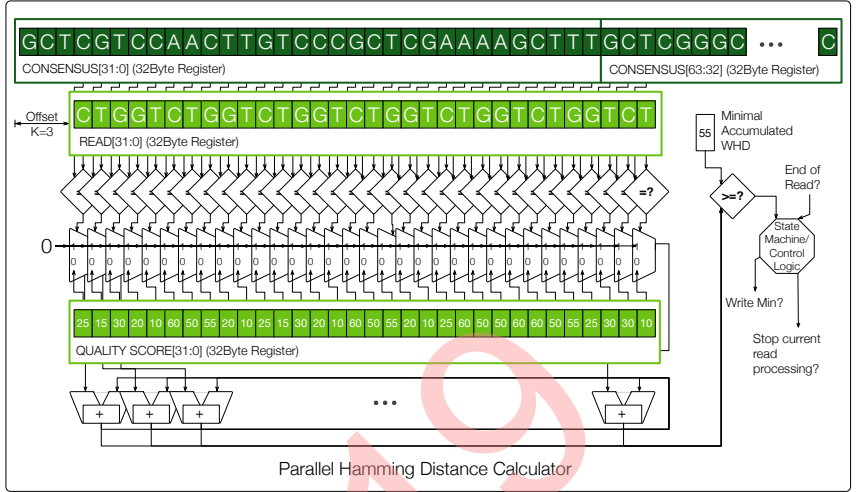 GCTCGTCCAACTTGTCCCGCTCGAAAAGCTTTGCTCGGGC ... C
CONSENSUS[31:0] (32Byte Register)
CONSENSUS[63:32] (32Byte Register)
Offset
K=3
CTGGTCTGGTCTGGTCTGGTCTGGTCTGGTCT
READ[31:0] (32Byte Register)
=?
0
0 0 0 0 0 0 0 0 0 0 0 0 0 0 0 0 0 0 0 0 0 0 0 0 0 0 0 0 0 0 0 0
25 15 30 20 10 60 50 55 20 10 25 15 10 30 20 10 60 50 55 20 10 25 60 50 50 60 50 55 25 30 30 10
QUALITY SCORE[31:0] (32Byte Register)
+ + + ... +
55
Minimal
Accumulated
WHD
>=?
End of
Read?
State
Machine/
Control
Logic
Write Min?
Stop current
read
processing?
Parallel Hamming Distance Calculator